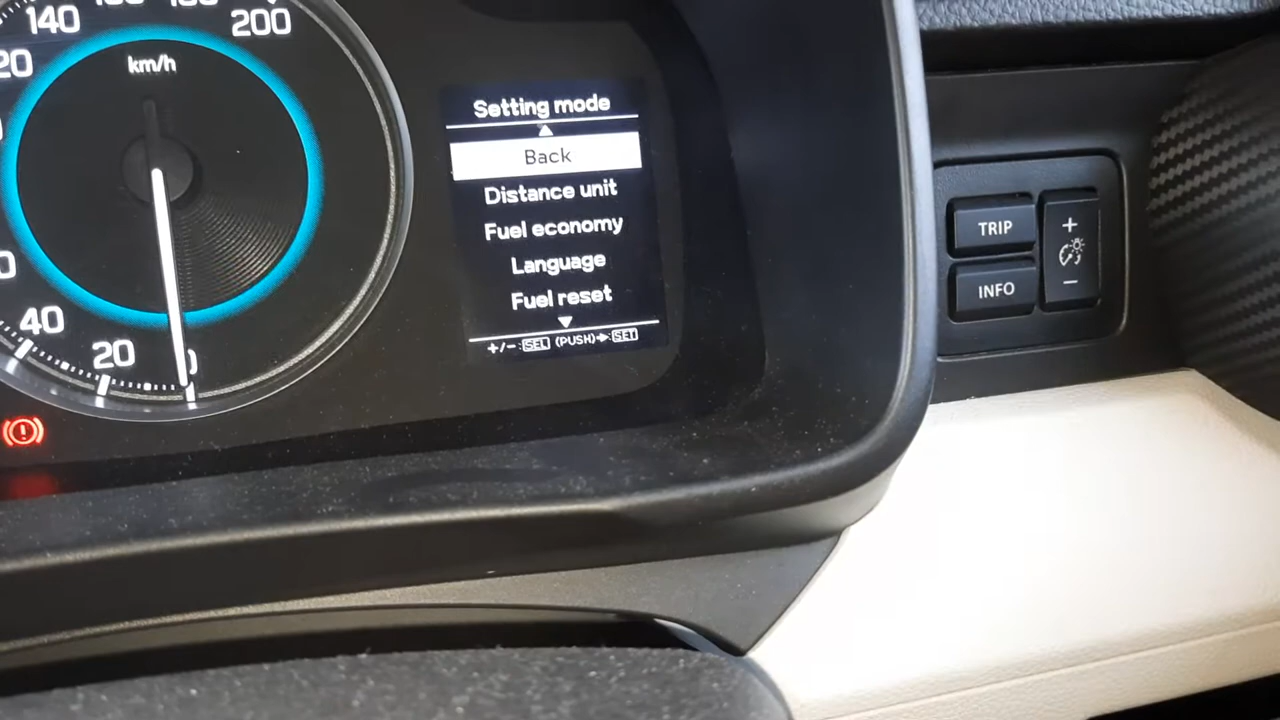 140
200
20
km/h
Setting mode
Back
Distance unit
Fuel economy
Language
Fuel reset
+/-:SEL (PUSH)➔:SET
40
20
0
TRIP
INFO
+
-